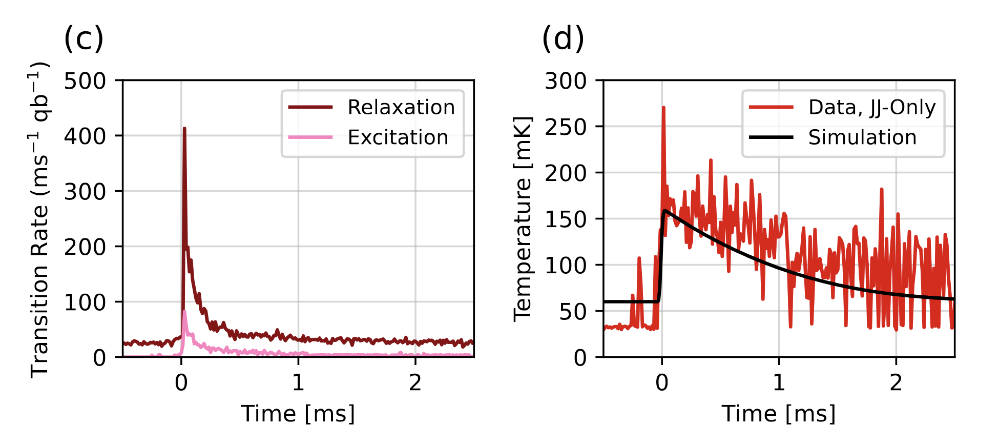 (c)
Transition Rate (ms⁻¹ qb⁻¹)
500
400
300
200
100
0
Relaxation
Excitation
0 1 2
Time [ms]
(d)
Temperature [mK]
300
250
200
150
100
50
0
Data, JJ-Only
Simulation
0 1 2
Time [ms]